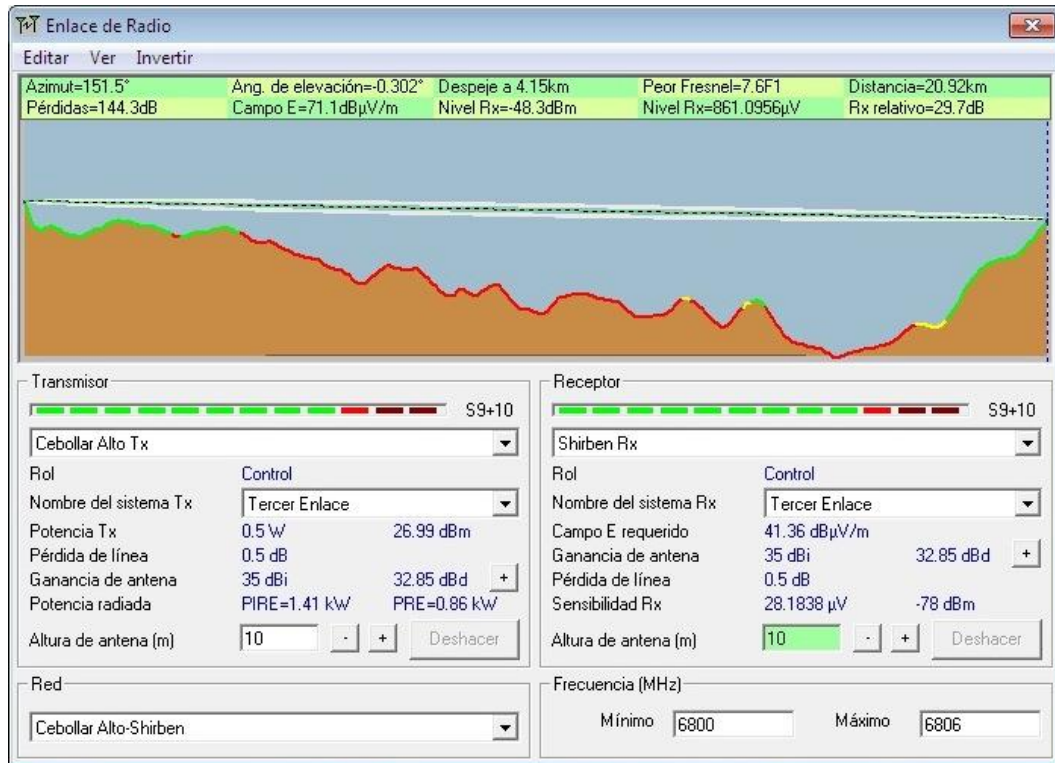 Enlace de Radio
Editar Ver Invertir
Azimut=151.5° Ang. de elevación=-0.302° Despeje a 4.15km Peor Fresnel=7.6F1 Distancia=20.92km
Pérdidas=144.3dB Campo E=71.1dBµV/m Nivel Rx=-48.3dBm Nivel Rx=861.0956µV Rx relativo=29.7dB
Transmisor
S9+10
Cebollar Alto Tx
Rol Control
Nombre del sistema Tx Tercer Enlace
Potencia Tx 0.5 W 26.99 dBm
Pérdida de línea 0.5 dB
Ganancia de antena 35 dBi 32.85 dBd +
Potencia radiada PIRE=1.41 kW PRE=0.86 kW
Altura de antena (m) 10 - + Deshacer
Red
Cebollar Alto-Shirben
Receptor
S9+10
Shirben Rx
Rol Control
Nombre del sistema Rx Tercer Enlace
Campo E requerido 41.36 dBµV/m
Ganancia de antena 35 dBi 32.85 dBd +
Pérdida de línea 0.5 dB
Sensibilidad Rx 28.1838 µV -78 dBm
Altura de antena (m) 10 - + Deshacer
Frecuencia (MHz)
Mínimo 6800 Máximo 6806